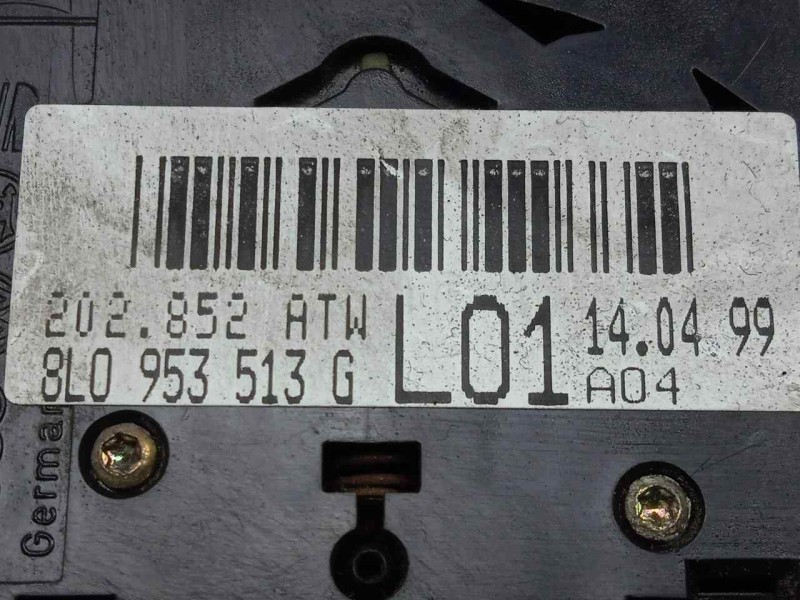 202.852 ATW
8L0 953 513 G
L01
14.04 99
A04
German